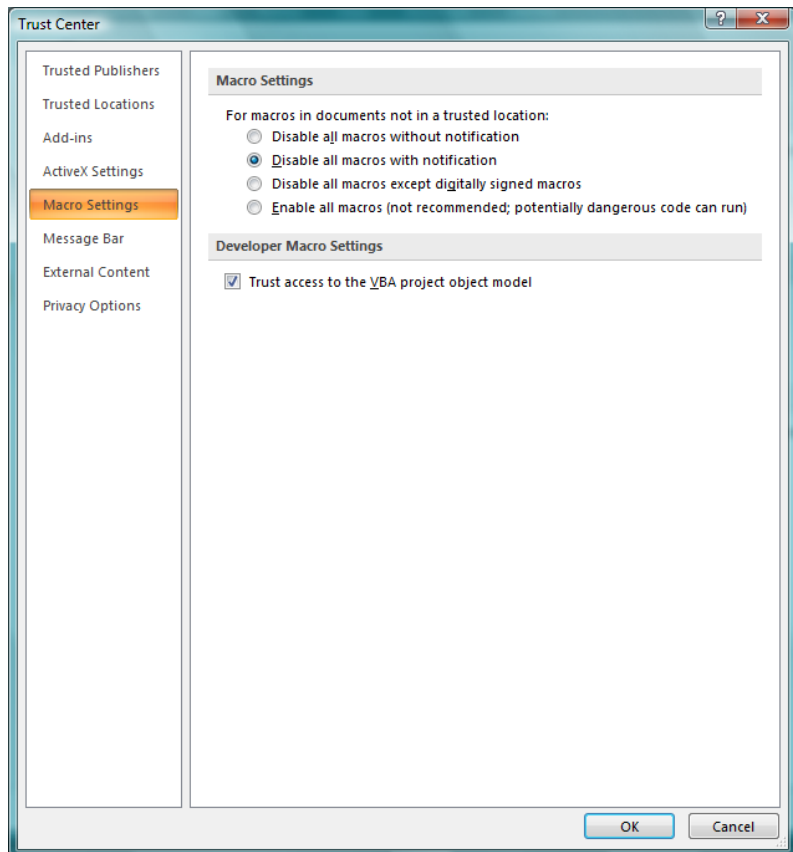 Trust Center
Trusted Publishers
Trusted Locations
Add-ins
ActiveX Settings
Macro Settings
Message Bar
External Content
Privacy Options
Macro Settings
For macros in documents not in a trusted location:
Disable all macros without notification
Disable all macros with notification
Disable all macros except digitally signed macros
Enable all macros (not recommended; potentially dangerous code can run)
Developer Macro Settings
Trust access to the VBA project object model
OK
Cancel